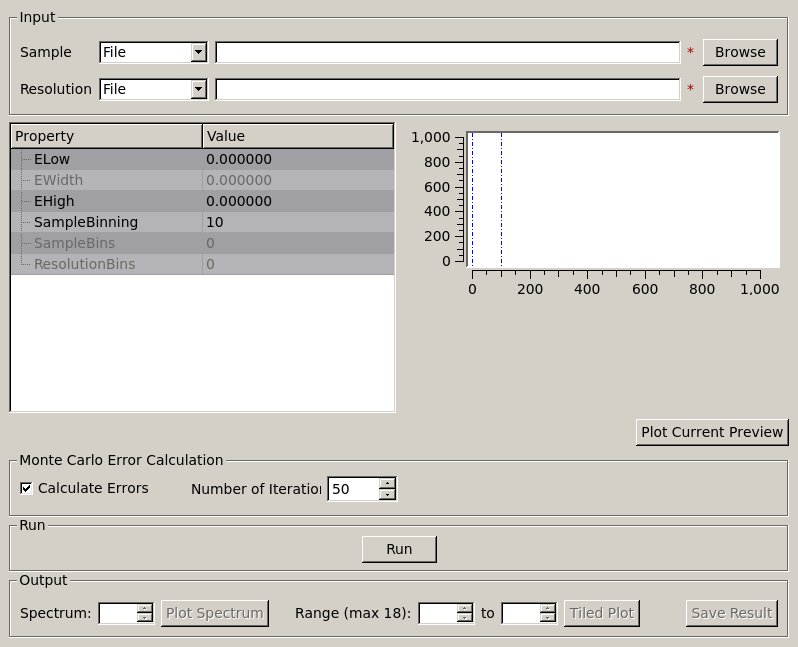 Input
Sample File * Browse
Resolution File * Browse
Property Value
ELow 0.000000
EWidth 0.000000
EHigh 0.000000
SampleBinning 10
SampleBins 0
ResolutionBins 0
1,000
800
600
400
200
0
0 200 400 600 800 1,000
Plot Current Preview
Monte Carlo Error Calculation
Calculate Errors Number of Iteration 50
Run
Run
Output
Spectrum: Plot Spectrum Range (max 18): to Tiled Plot Save Result